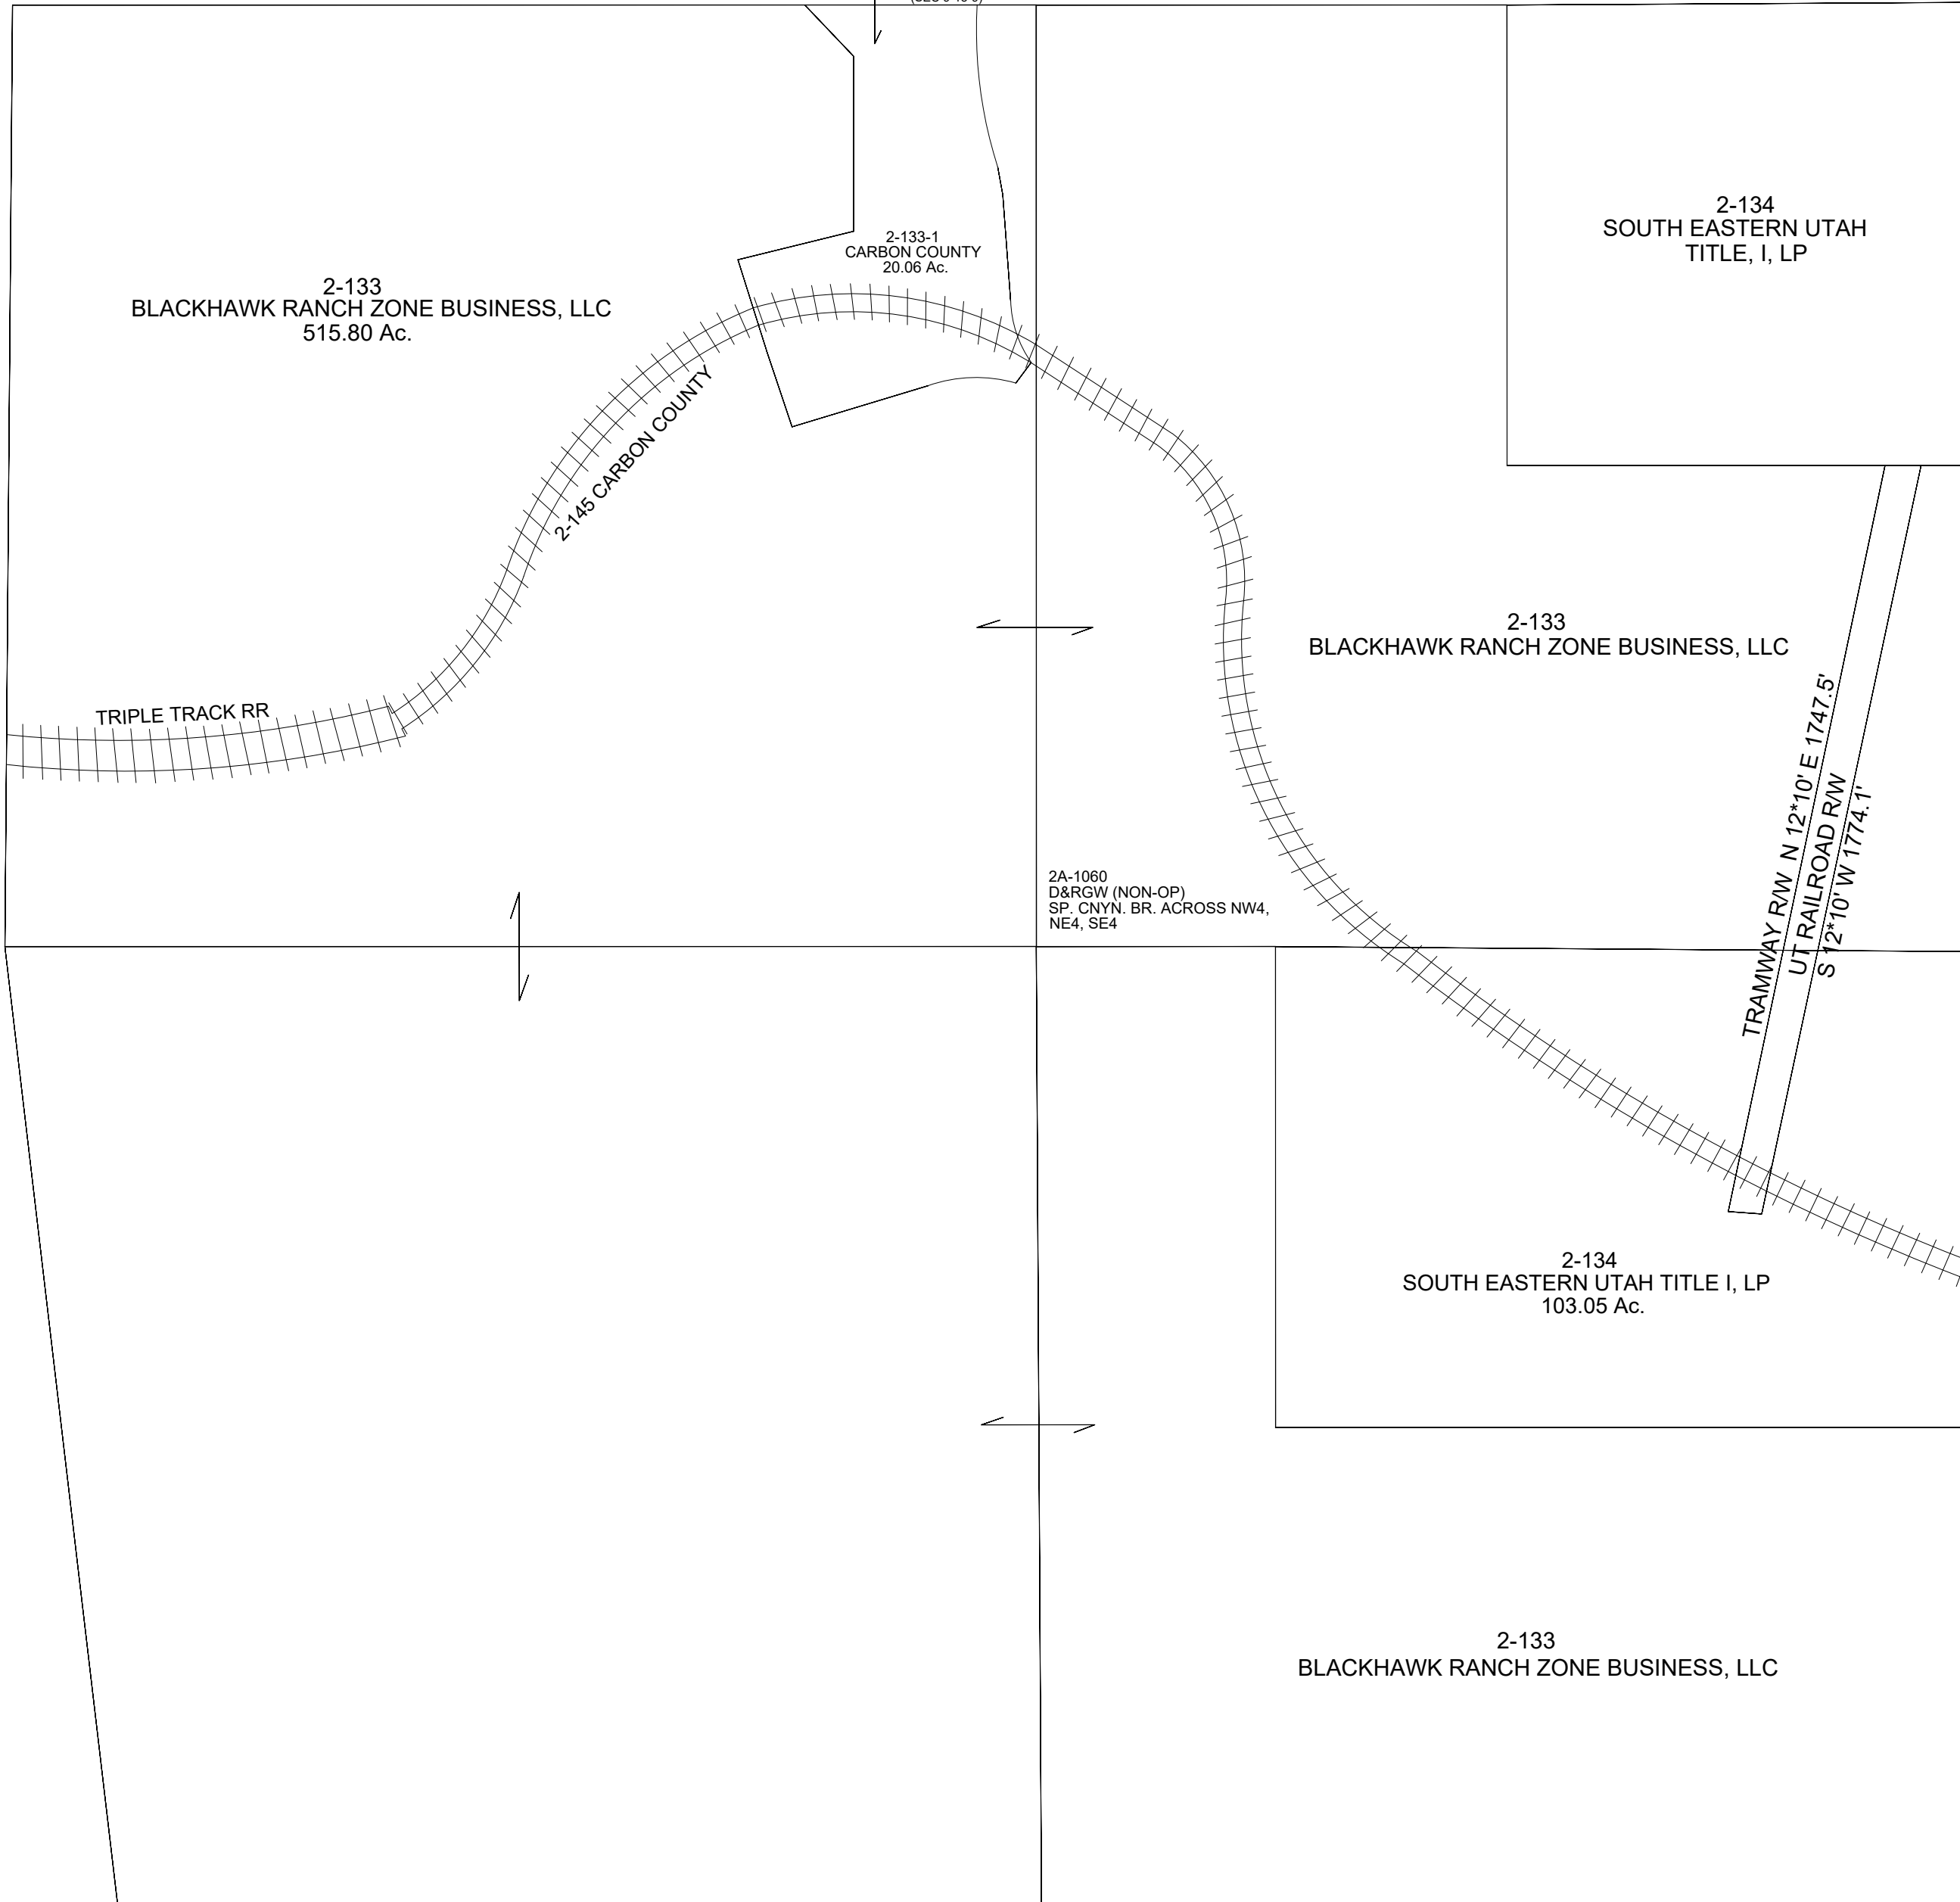 2-133
BLACKHAWK RANCH ZONE BUSINESS, LLC
515.80 Ac.
2-133-1
CARBON COUNTY
20.06 Ac.
2-134
SOUTH EASTERN UTAH
TITLE, I, LP
2-145 CARBON COUNTY
TRIPLE TRACK RR
2-133
BLACKHAWK RANCH ZONE BUSINESS, LLC
2A-1060
D&RGW (NON-OP)
SP. CNYN. BR. ACROSS NW4,
NE4, SE4
TRAMWAY R/W N 12*10' E 1747.5'
UT RAILROAD R/W
S 12*10' W 1774.1'
2-134
SOUTH EASTERN UTAH TITLE I, LP
103.05 Ac.
2-133
BLACKHAWK RANCH ZONE BUSINESS, LLC